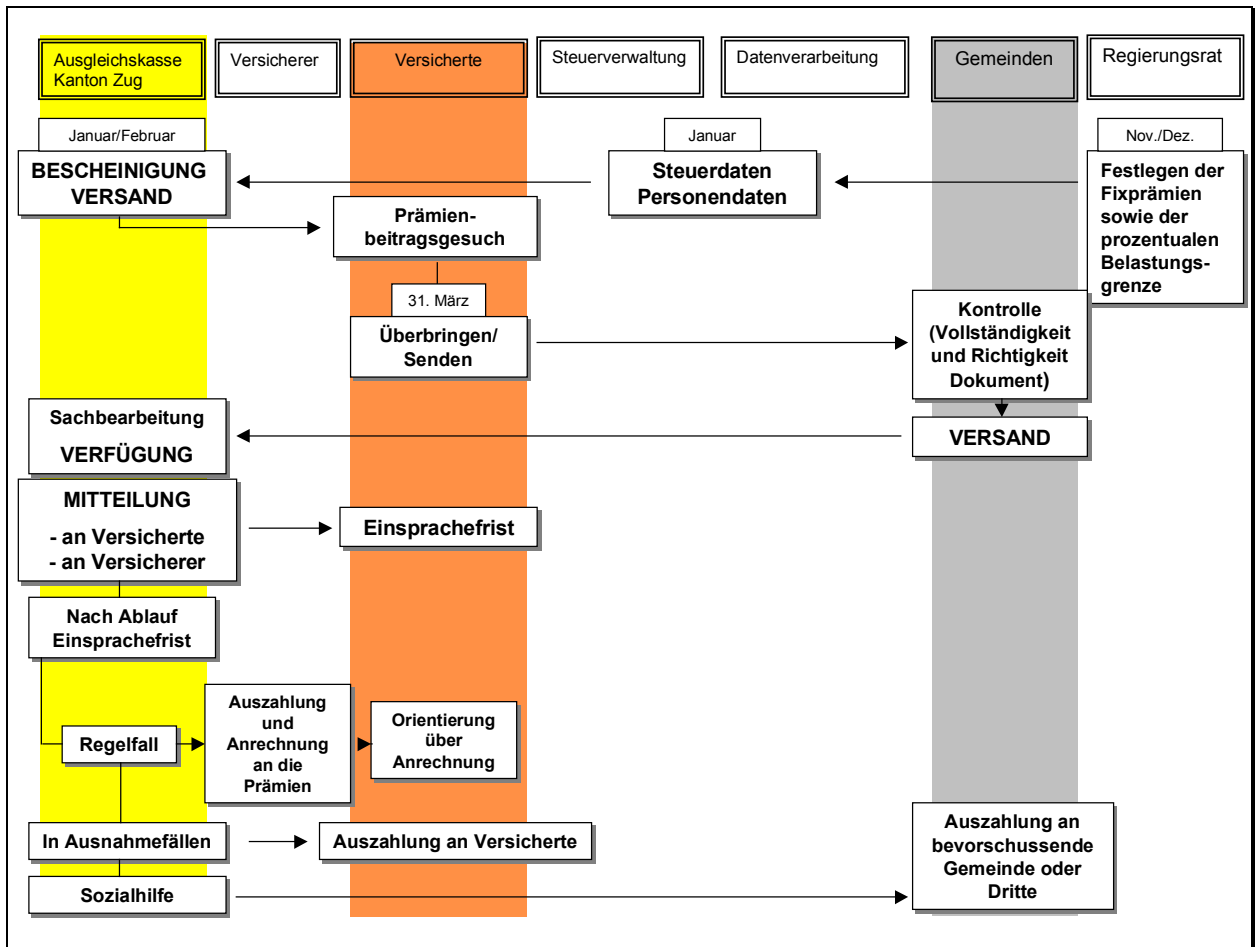 Ausgleichskasse
Kanton Zug
Versicherer
Versicherte
Steuerverwaltung
Datenverarbeitung
Gemeinden
Regierungsrat
Januar/Februar
BESCHEINIGUNG
VERSAND
Januar
Steuerdaten
Personendaten
Nov./Dez.
Festlegen der
Fixprämien
sowie der
prozentualen
Belastungs-
grenze
Prämien-
beitragsgesuch
31. März
Überbringen/
Senden
Kontrolle
(Vollständigkeit
und Richtigkeit
Dokument)
VERSAND
Sachbearbeitung
VERFÜGUNG
MITTEILUNG
- an Versicherte
- an Versicherer
Einsprachefrist
Nach Ablauf
Einsprachefrist
Regelfall
Auszahlung
und
Anrechnung
an die
Prämien
Orientierung
über
Anrechnung
In Ausnahmefällen
Auszahlung an Versicherte
Auszahlung an
bevorschussende
Gemeinde oder
Dritte
Sozialhilfe